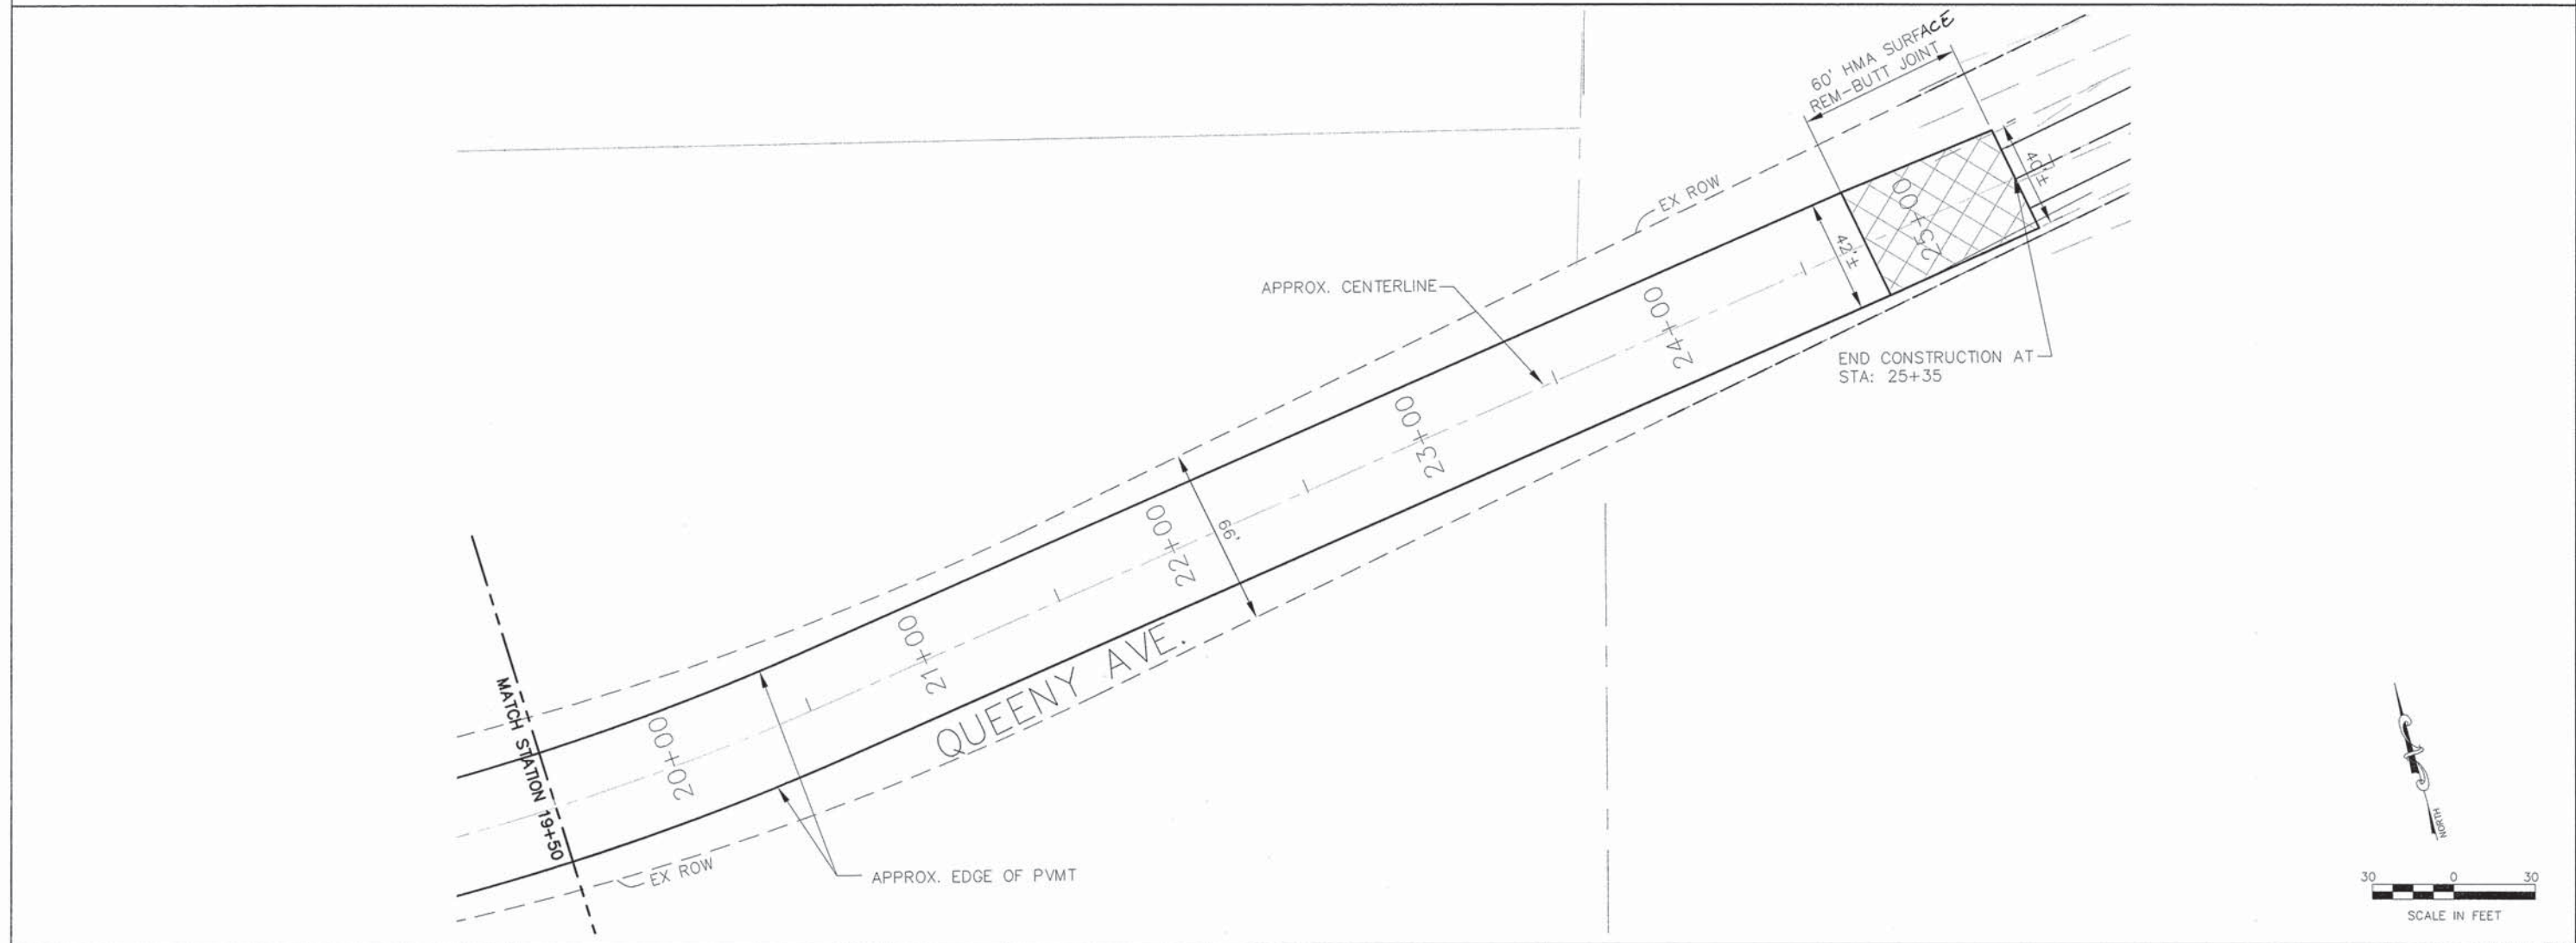 60' HMA SURFACE
REM-BUTT JOINT
40'±
EX ROW
25+00
42'±
APPROX. CENTERLINE
24+00
END CONSTRUCTION AT
STA: 25+35
23+00
22+00
66'
21+00
QUEENY AVE.
20+00
MATCH STATION 19+50
EX ROW
APPROX. EDGE OF PVMT
NORTH
30 0 30
SCALE IN FEET